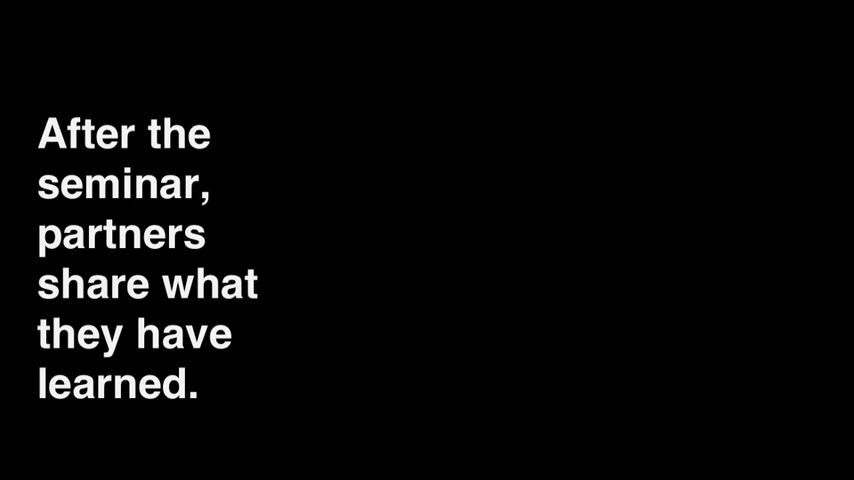 After the
seminar,
partners
share what
they have
learned.